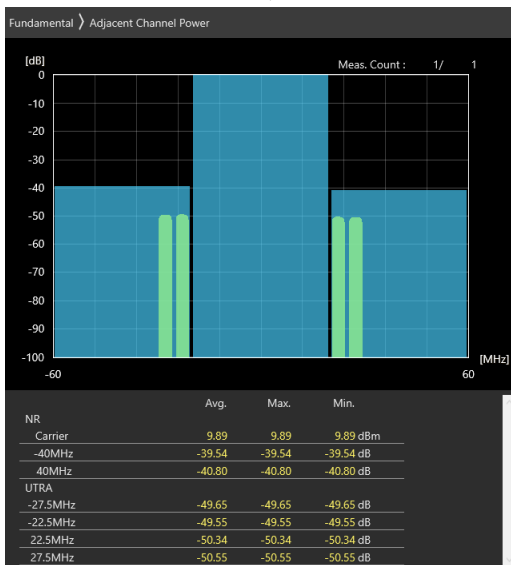 Fundamental 〉 Adjacent Channel Power
[dB]
Meas. Count : 1/ 1
0
-10
-20
-30
-40
-50
-60
-70
-80
-90
-100
[MHz]
-60 60
Avg. Max. Min.
NR
Carrier 9.89 9.89 9.89 dBm
-40MHz -39.54 -39.54 -39.54 dB
40MHz -40.80 -40.80 -40.80 dB
UTRA
-27.5MHz -49.65 -49.65 -49.65 dB
-22.5MHz -49.55 -49.55 -49.55 dB
22.5MHz -50.34 -50.34 -50.34 dB
27.5MHz -50.55 -50.55 -50.55 dB